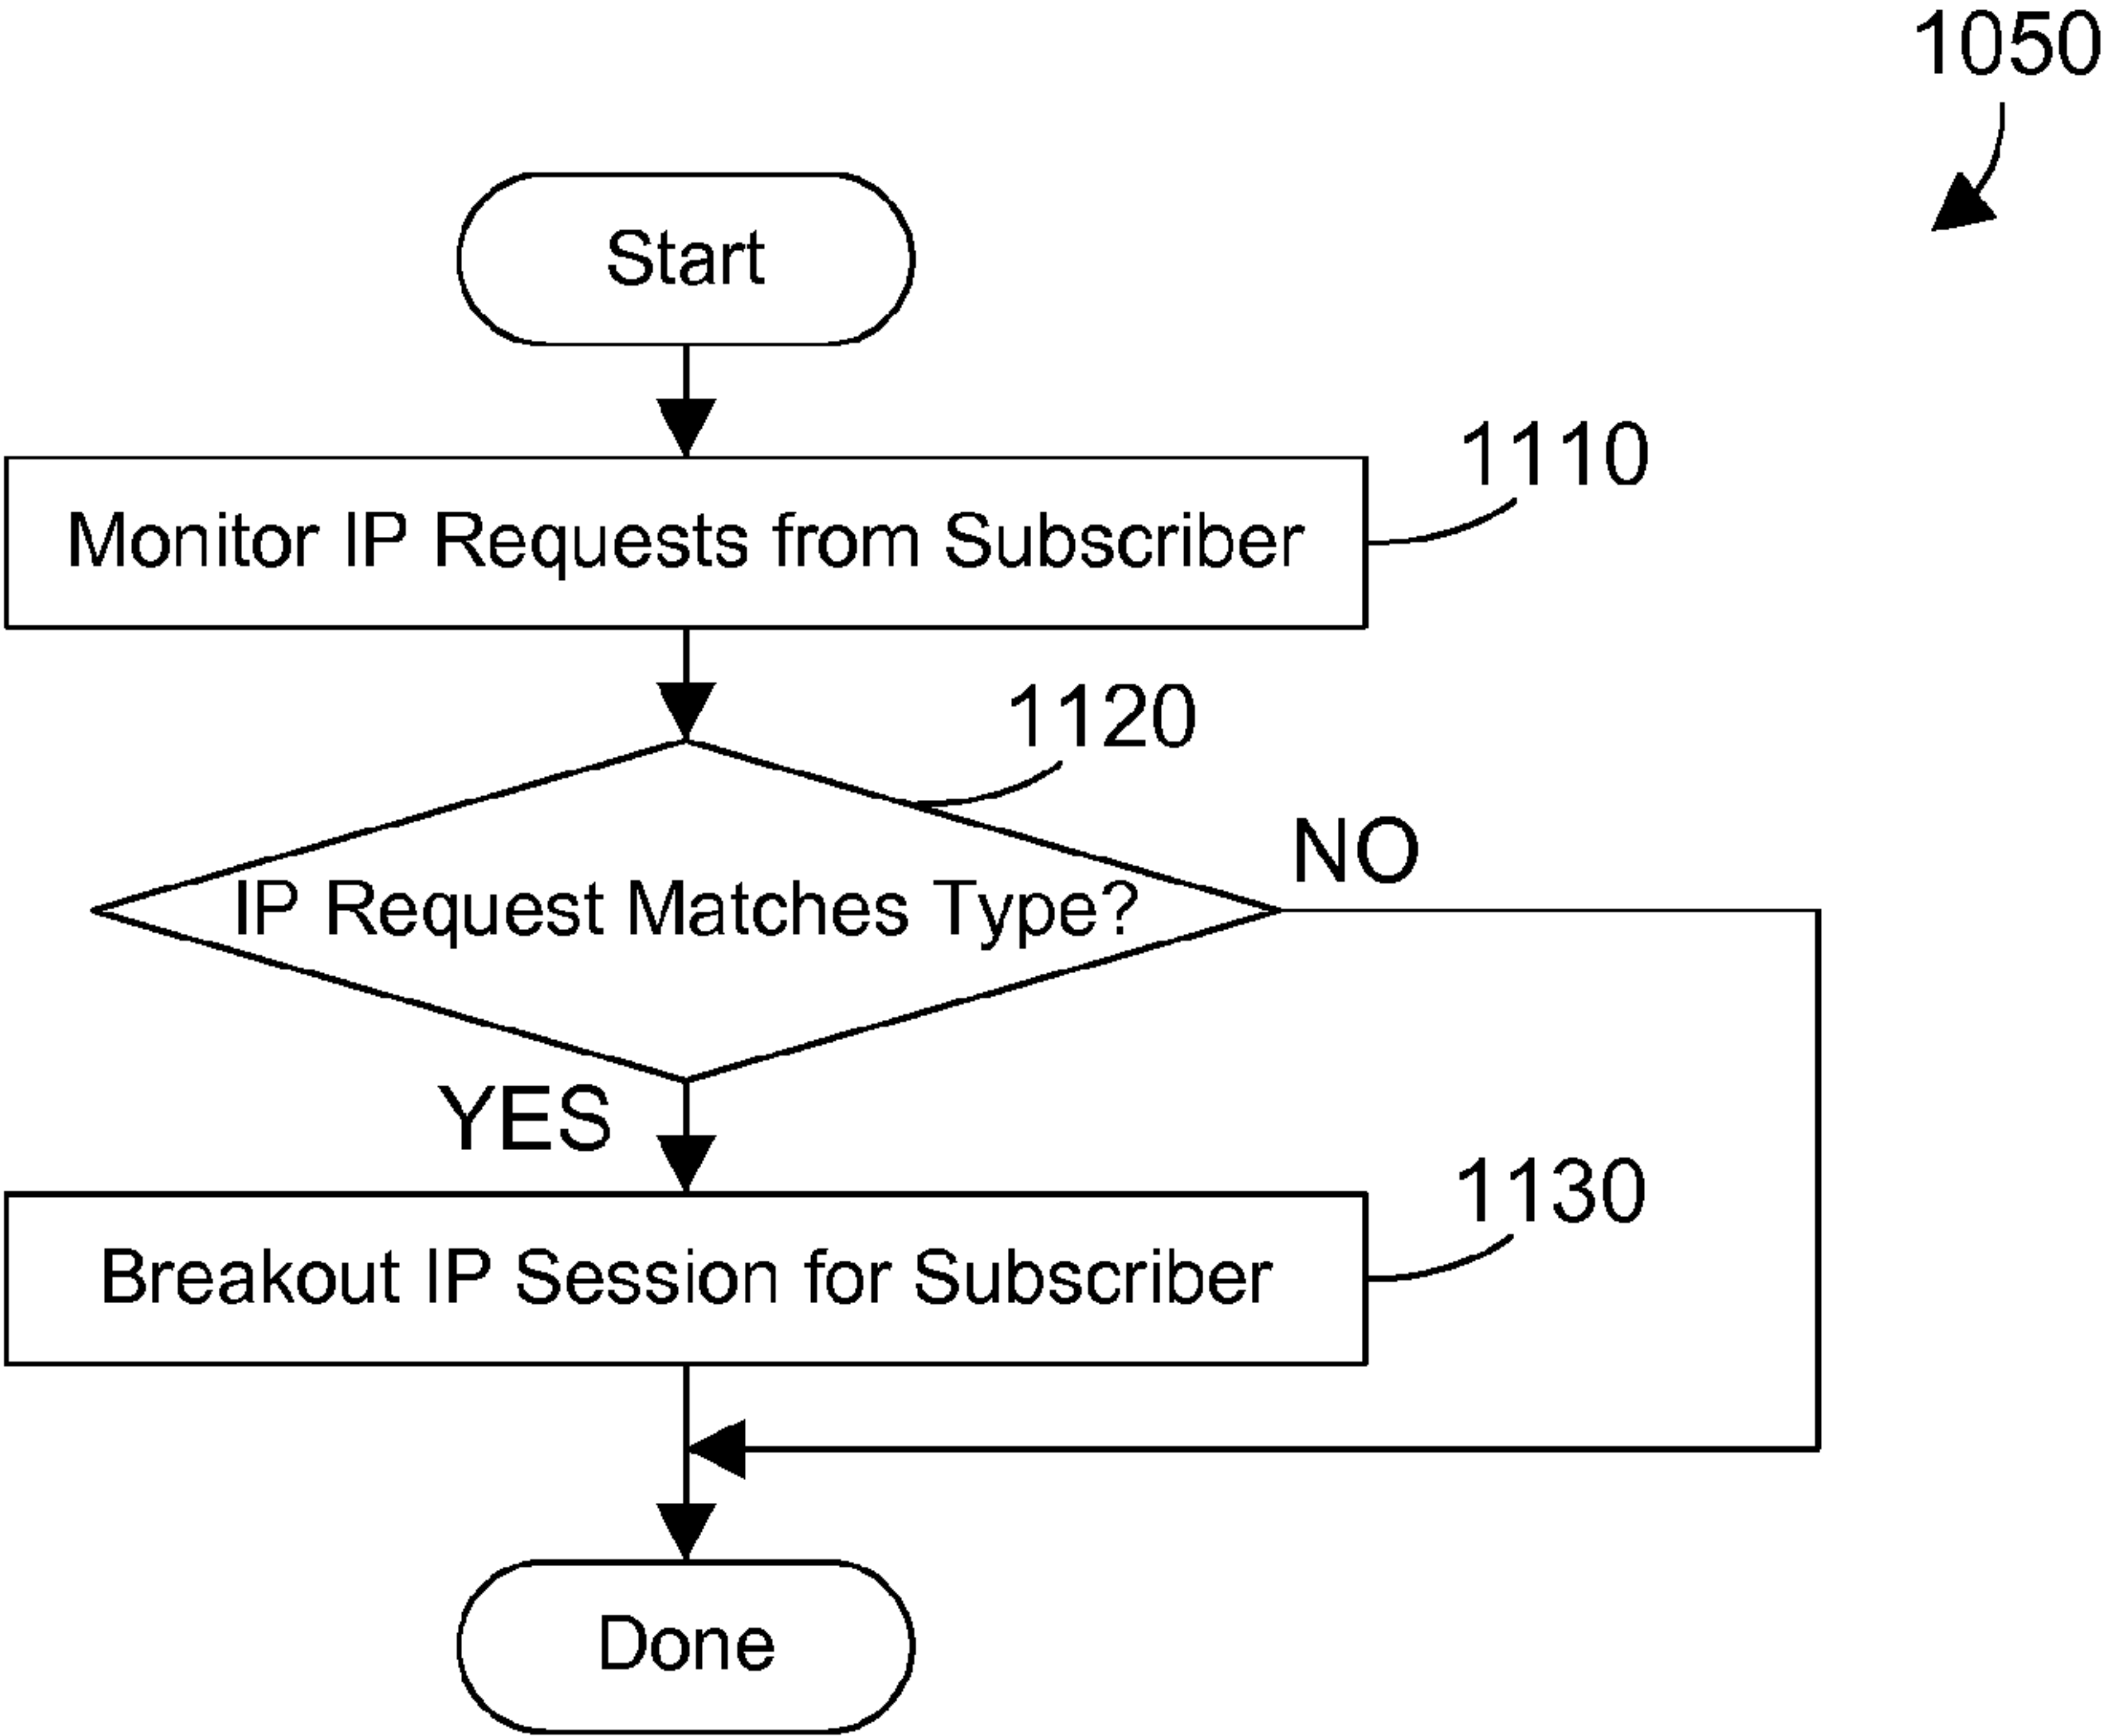 1050
Start
1110
Monitor IP Requests from Subscriber
1120
NO
IP Request Matches Type?
YES
1130
Breakout IP Session for Subscriber
Done